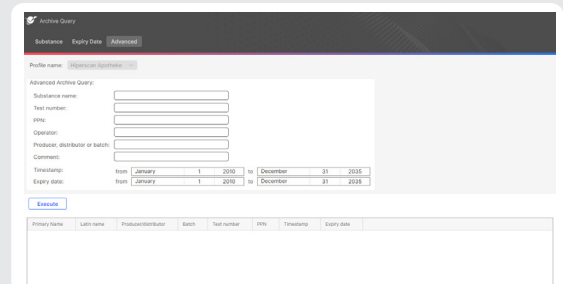 Archive Query
Substance Expiry Date Advanced
Profile name: Hiperscan Apotheke
Advanced Archive Query:
Substance name:
Test number:
PPN:
Operator:
Producer, distributor or batch:
Comment:
Timestamp: from January 1 2010 to December 31 2035
Expiry date: from January 1 2010 to December 31 2035
Execute
Primary Name Latin name Producer/distributor Batch Test number PPN Timestamp Expiry date